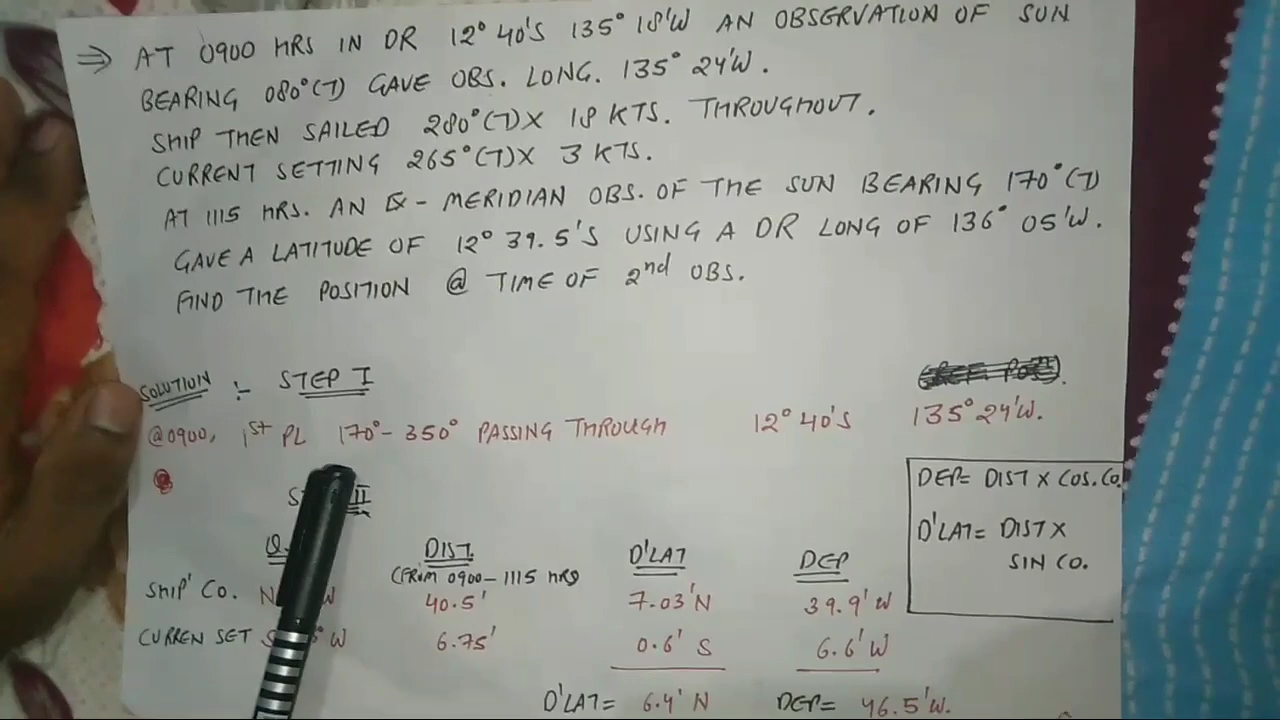 ⇒ AT 0900 HRS IN DR 12° 40'S 135° 18'W AN OBSERVATION OF SUN
BEARING 080°(T) GAVE OBS. LONG. 135° 24'W.
SHIP THEN SAILED 280°(T) X 18 KTS. THROUGHOUT.
CURRENT SETTING 265°(T) X 3 KTS.
AT 1115 HRS. AN EX-MERIDIAN OBS. OF THE SUN BEARING 170°(T)
GAVE A LATITUDE OF 12° 39.5'S USING A DR LONG OF 136° 05'W.
FIND THE POSITION @ TIME OF 2nd OBS.
SOLUTION :- STEP I
@0900, 1ST PL 170°- 350° PASSING THROUGH 12° 40'S 135° 24'W.
II
DEP= DIST X COS. CO.
D'LAT= DIST X
SIN CO.
DIST. D'LAT DEP
(FROM 0900-1115 HRS)
SHIP' CO. N W 40.5' 7.03'N 39.9'W
CURREN SET W 6.75' 0.6' S 6.6'W
D'LAT= 6.4'N DEP= 46.5'W.